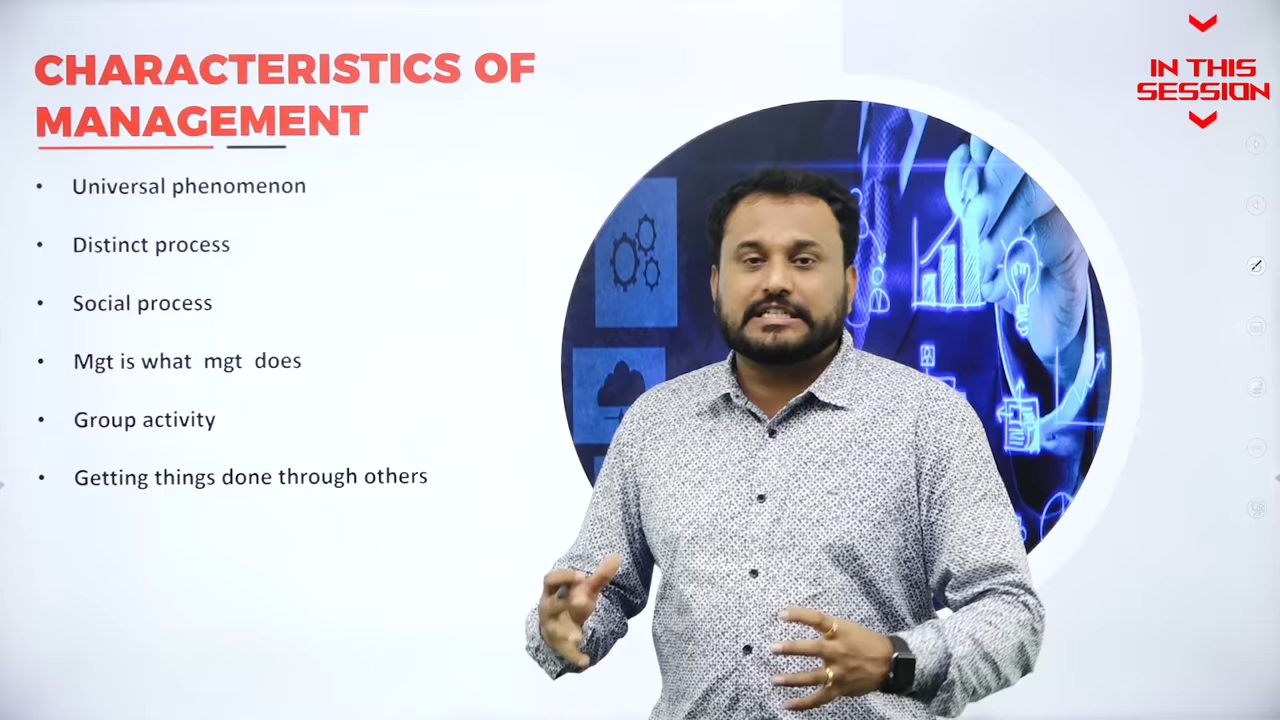 CHARACTERISTICS OF
MANAGEMENT
• Universal phenomenon
• Distinct process
• Social process
• Mgt is what mgt does
• Group activity
• Getting things done through others
IN THIS
SESSION